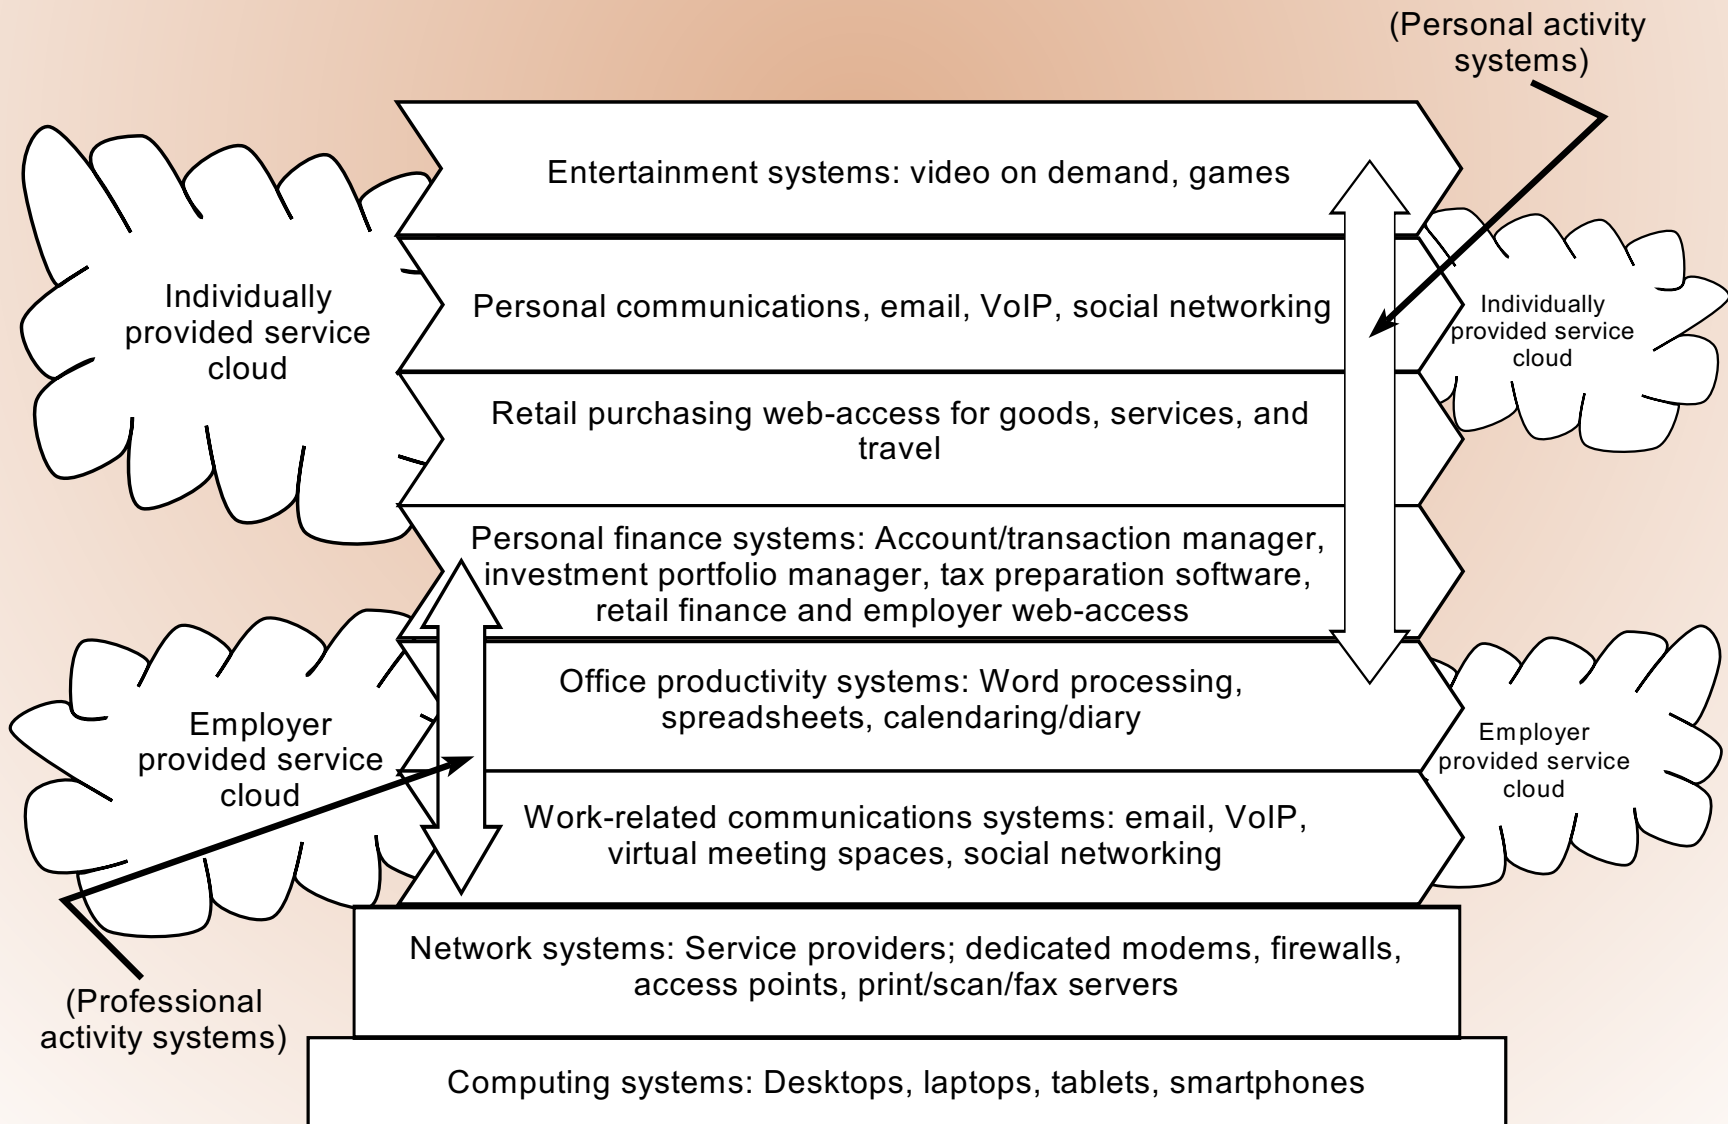 (Personal activity
systems)
Entertainment systems: video on demand, games
Individually
provided service
cloud
Personal communications, email, VoIP, social networking
Individually
provided service
cloud
Retail purchasing web-access for goods, services, and
travel
Personal finance systems: Account/transaction manager,
investment portfolio manager, tax preparation software,
retail finance and employer web-access
Employer
provided service
cloud
Office productivity systems: Word processing,
spreadsheets, calendaring/diary
Employer
provided service
cloud
Work-related communications systems: email, VoIP,
virtual meeting spaces, social networking
Network systems: Service providers; dedicated modems, firewalls,
access points, print/scan/fax servers
(Professional
activity systems)
Computing systems: Desktops, laptops, tablets, smartphones